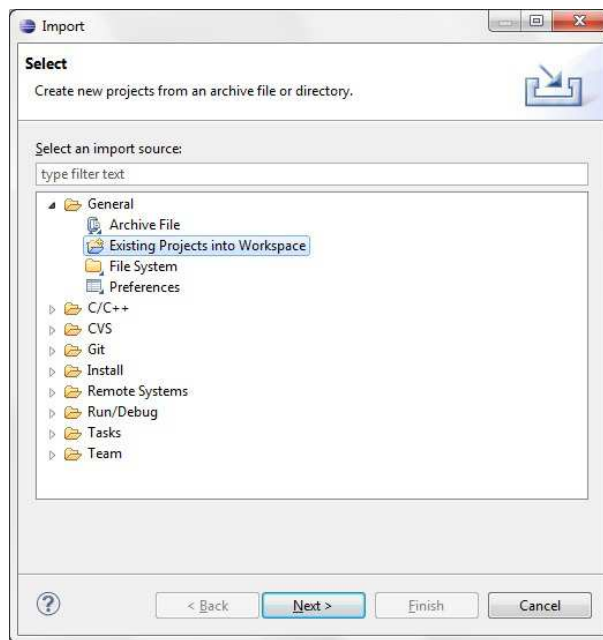 Import
Select
Create new projects from an archive file or directory.
Select an import source:
type filter text
General
Archive File
Existing Projects into Workspace
File System
Preferences
C/C++
CVS
Git
Install
Remote Systems
Run/Debug
Tasks
Team
? < Back Next > Finish Cancel